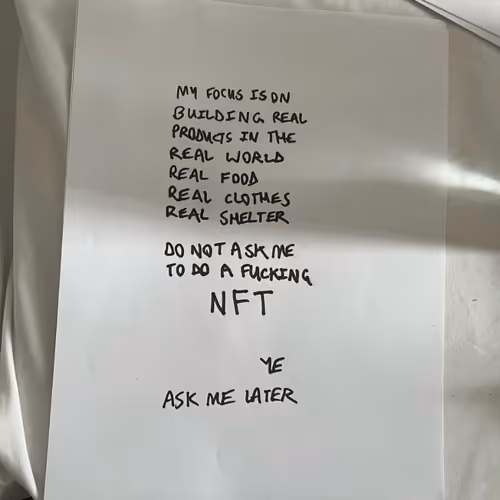 MY FOCUS IS ON
BUILDING REAL
PRODUCTS IN THE
REAL WORLD
REAL FOOD
REAL CLOTHES
REAL SHELTER
DO NOT ASK ME
TO DO A FUCKING
NFT
YE
ASK ME LATER